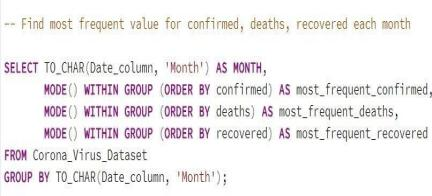 -- Find most frequent value for confirmed, deaths, recovered each month
SELECT TO_CHAR(Date_column, 'Month') AS MONTH,
MODE() WITHIN GROUP (ORDER BY confirmed) AS most_frequent_confirmed,
MODE() WITHIN GROUP (ORDER BY deaths) AS most_frequent_deaths,
MODE() WITHIN GROUP (ORDER BY recovered) AS most_frequent_recovered
FROM Corona_Virus_Dataset
GROUP BY TO_CHAR(Date_column, 'Month');